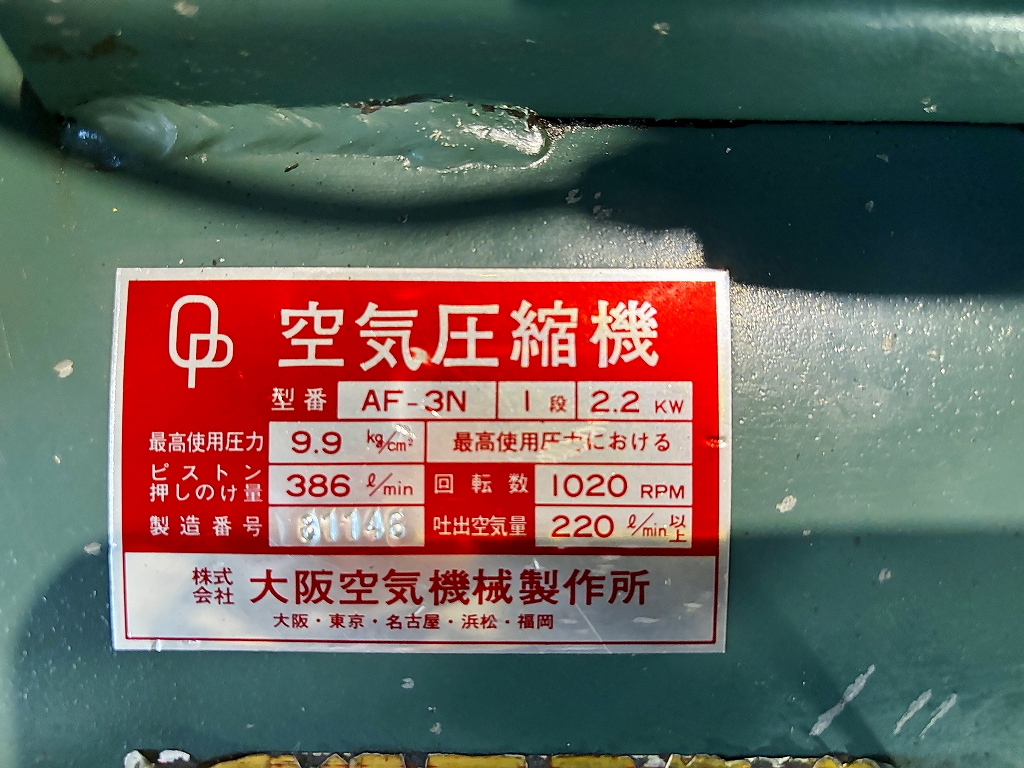 空気圧縮機
型番 AF-3N 1段 2.2 KW
最高使用圧力 9.9 kg/cm² 最高使用圧力における
ピストン押しのけ量 386 ℓ/min 回転数 1020 RPM
製造番号 吐出空気量 220 ℓ/min以上
株式会社 大阪空気機械製作所
大阪・東京・名古屋・浜松・福岡